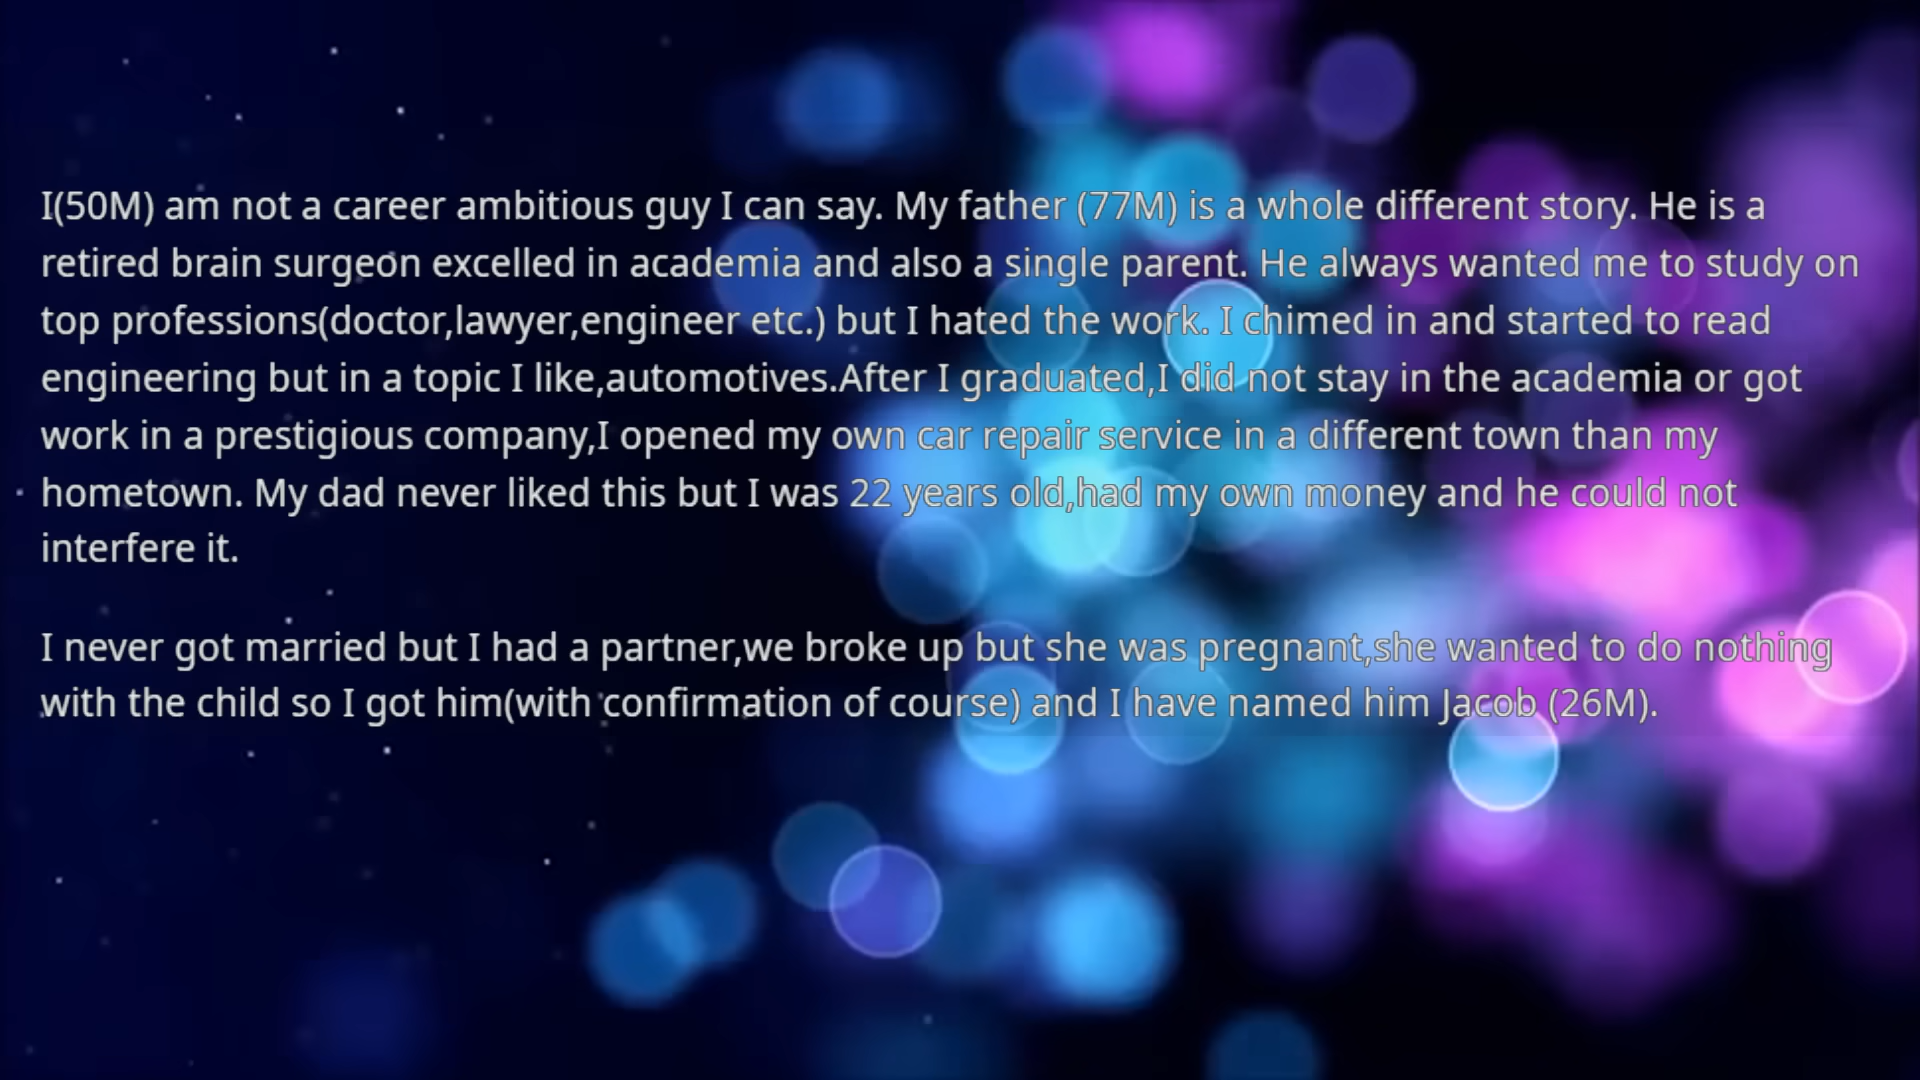 I(50M) am not a career ambitious guy I can say. My father (77M) is a whole different story. He is a
retired brain surgeon excelled in academia and also a single parent. He always wanted me to study on
top professions(doctor,lawyer,engineer etc.) but I hated the work. I chimed in and started to read
engineering but in a topic I like,automotives.After I graduated,I did not stay in the academia or got
work in a prestigious company,I opened my own car repair service in a different town than my
hometown. My dad never liked this but I was 22 years old,had my own money and he could not
interfere it.
I never got married but I had a partner,we broke up but she was pregnant,she wanted to do nothing
with the child so I got him(with confirmation of course) and I have named him Jacob (26M).